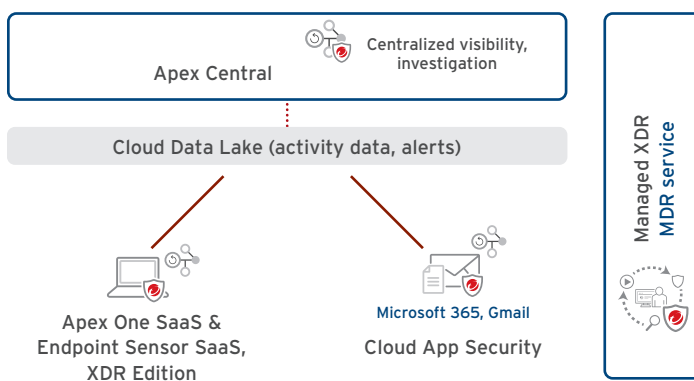 Centralized visibility,
investigation
Apex Central
Cloud Data Lake (activity data, alerts)
Apex One SaaS &
Endpoint Sensor SaaS,
XDR Edition
Microsoft 365, Gmail
Cloud App Security
Managed XDR
MDR service